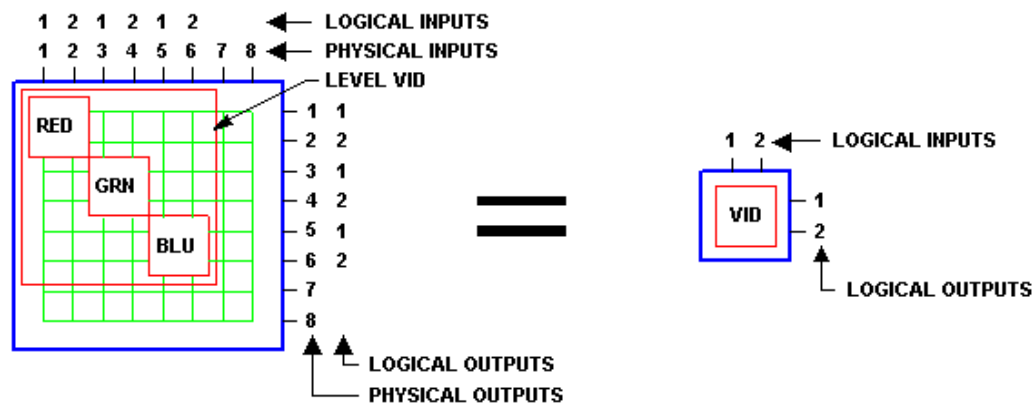 1 2 1 2 1 2 LOGICAL INPUTS
1 2 3 4 5 6 7 8 PHYSICAL INPUTS
LEVEL VID
RED
GRN
BLU
1 1
2 2
3 1
4 2
5 1
6 2
7
8
LOGICAL OUTPUTS
PHYSICAL OUTPUTS
1 2 LOGICAL INPUTS
VID
1
2
LOGICAL OUTPUTS